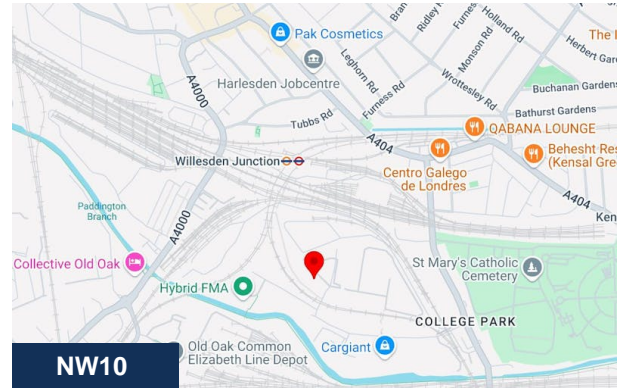 Pak Cosmetics
Harlesden Jobcentre
A4000
Leghorn Rd
Furness Rd
Ridley R
Holland Rd
Monson Rd
Herbert Gar
Buchanan Gardens
Wrottesley Rd
Bathurst Gardens
Tubbs Rd
A404
QABANA LOUNGE
Willesden Junction
Centro Galego
de Londres
Behesht Res
(Kensal Gre
A404
Paddington
Branch
A4000
Collective Old Oak
Hybrid FMA
St Mary's Catholic
Cemetery
COLLEGE PARK
Old Oak Common
Elizabeth Line Depot
Cargiant
NW10